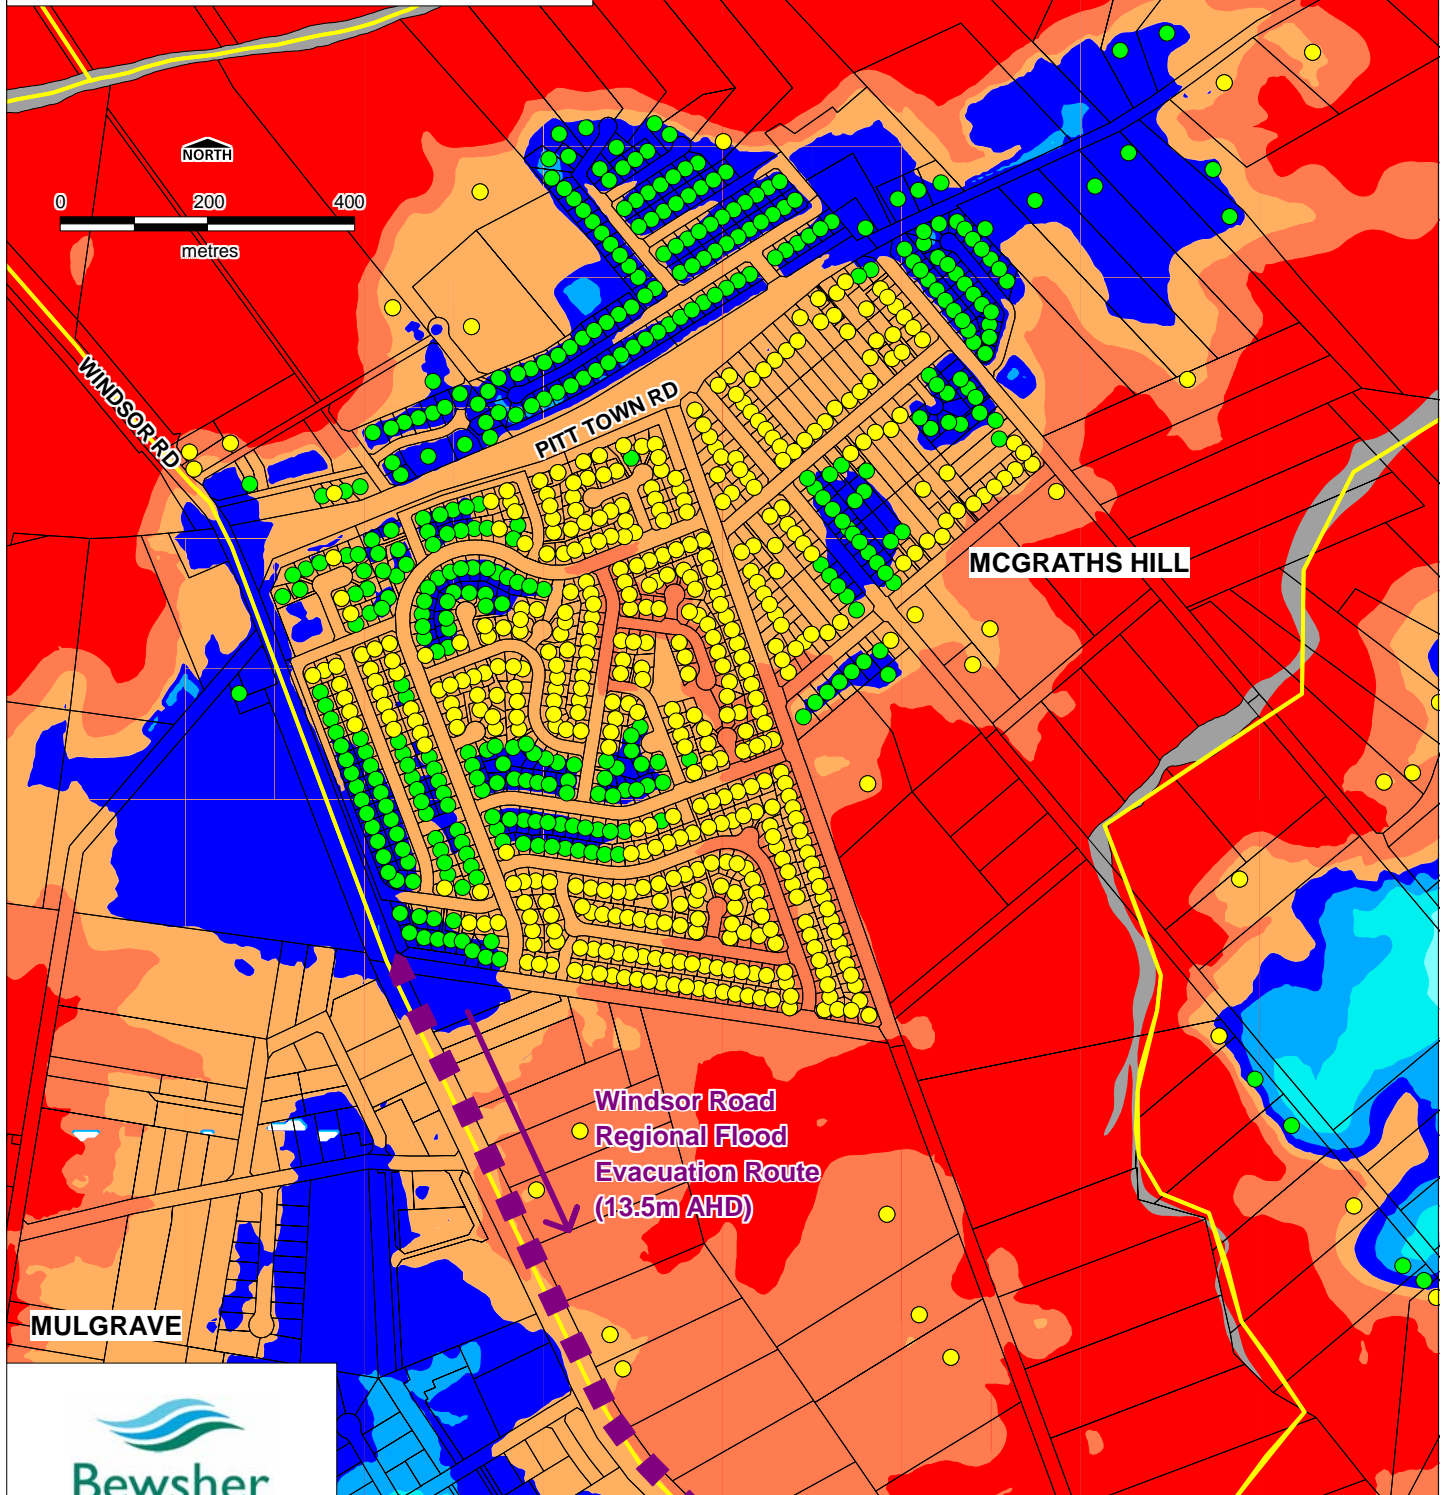 NORTH
0 200 400
metres
WINDSOR RD
PITT TOWN RD
MCGRATHS HILL
Windsor Road
Regional Flood
Evacuation Route
(13.5m AHD)
MULGRAVE
Bewsher